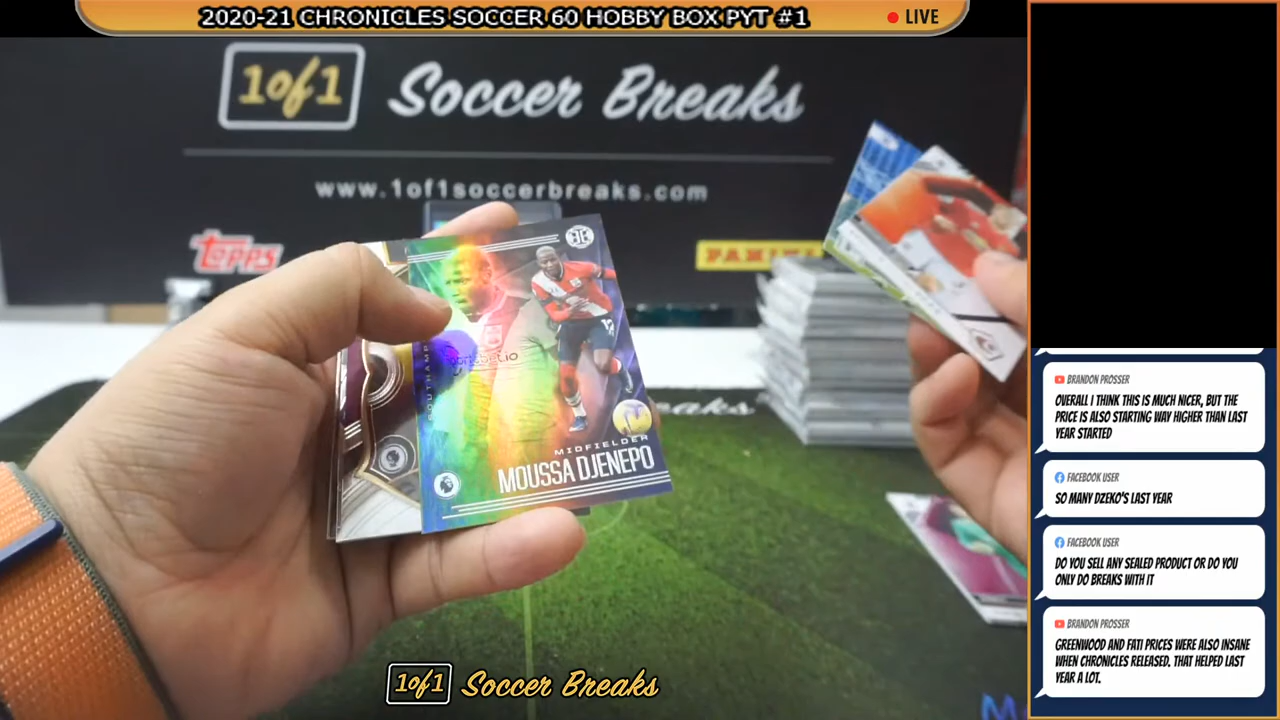 2020-21 CHRONICLES SOCCER 60 HOBBY BOX PYT #1
LIVE
1of1 Soccer Breaks
www.1of1soccerbreaks.com
TOPPS
PANINI
12
MIDFIELDER
MOUSSA DJENEPO
BRANDON PROSSER
OVERALL I THINK THIS IS MUCH NICER, BUT THE
PRICE IS ALSO STARTING WAY HIGHER THAN LAST
YEAR STARTED
FACEBOOK USER
SO MANY DZEKO'S LAST YEAR
FACEBOOK USER
DO YOU SELL ANY SEALED PRODUCT OR DO YOU
ONLY DO BREAKS WITH IT
BRANDON PROSSER
GREENWOOD AND FATI PRICES WERE ALSO INSANE
WHEN CHRONICLES RELEASED. THAT HELPED LAST
YEAR A LOT.
1of1 Soccer Breaks